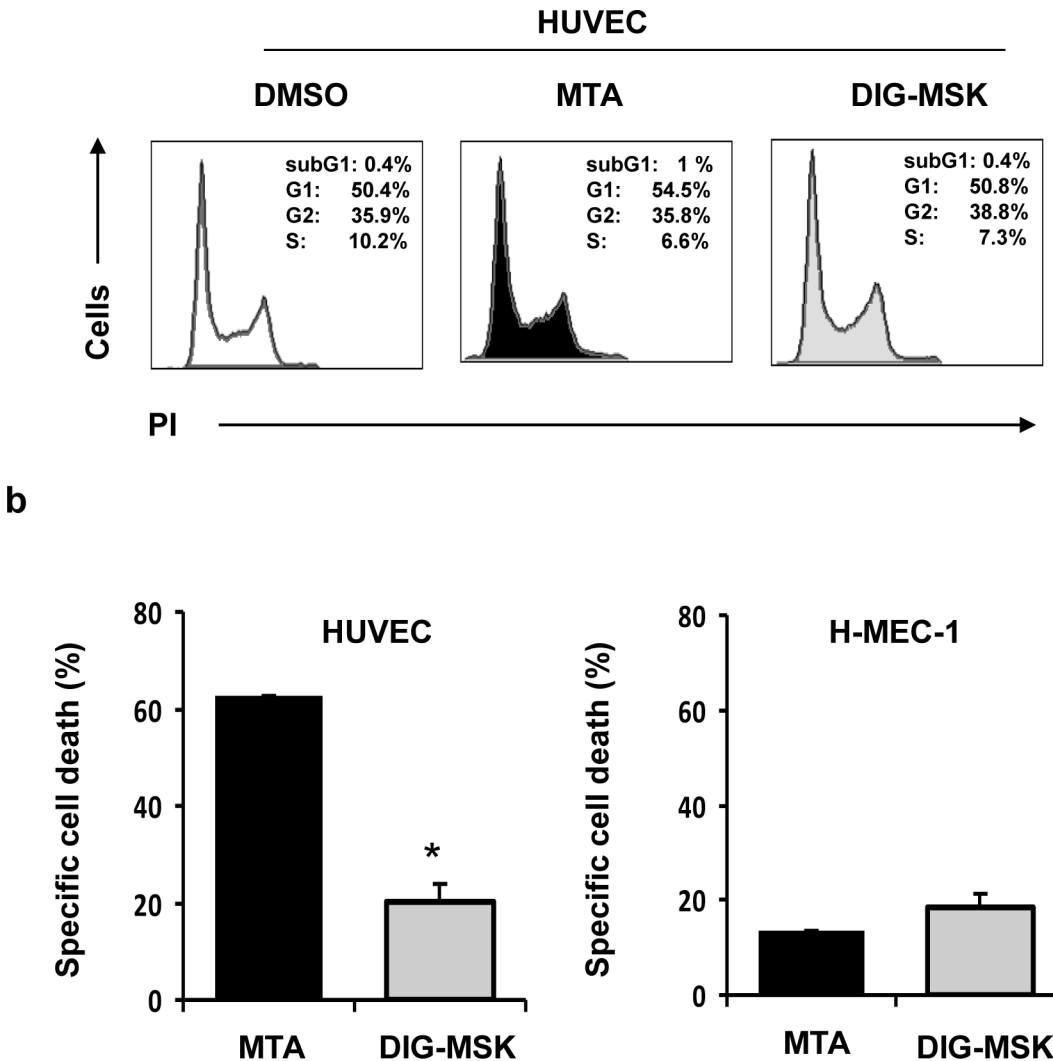 HUVEC
DMSO MTA DIG-MSK
subG1: 0.4%
G1: 50.4%
G2: 35.9%
S: 10.2%
subG1: 1 %
G1: 54.5%
G2: 35.8%
S: 6.6%
subG1: 0.4%
G1: 50.8%
G2: 38.8%
S: 7.3%
Cells
PI
b
HUVEC
Specific cell death (%)
80
60
40
20
0
*
MTA DIG-MSK
H-MEC-1
Specific cell death (%)
80
60
40
20
0
MTA DIG-MSK